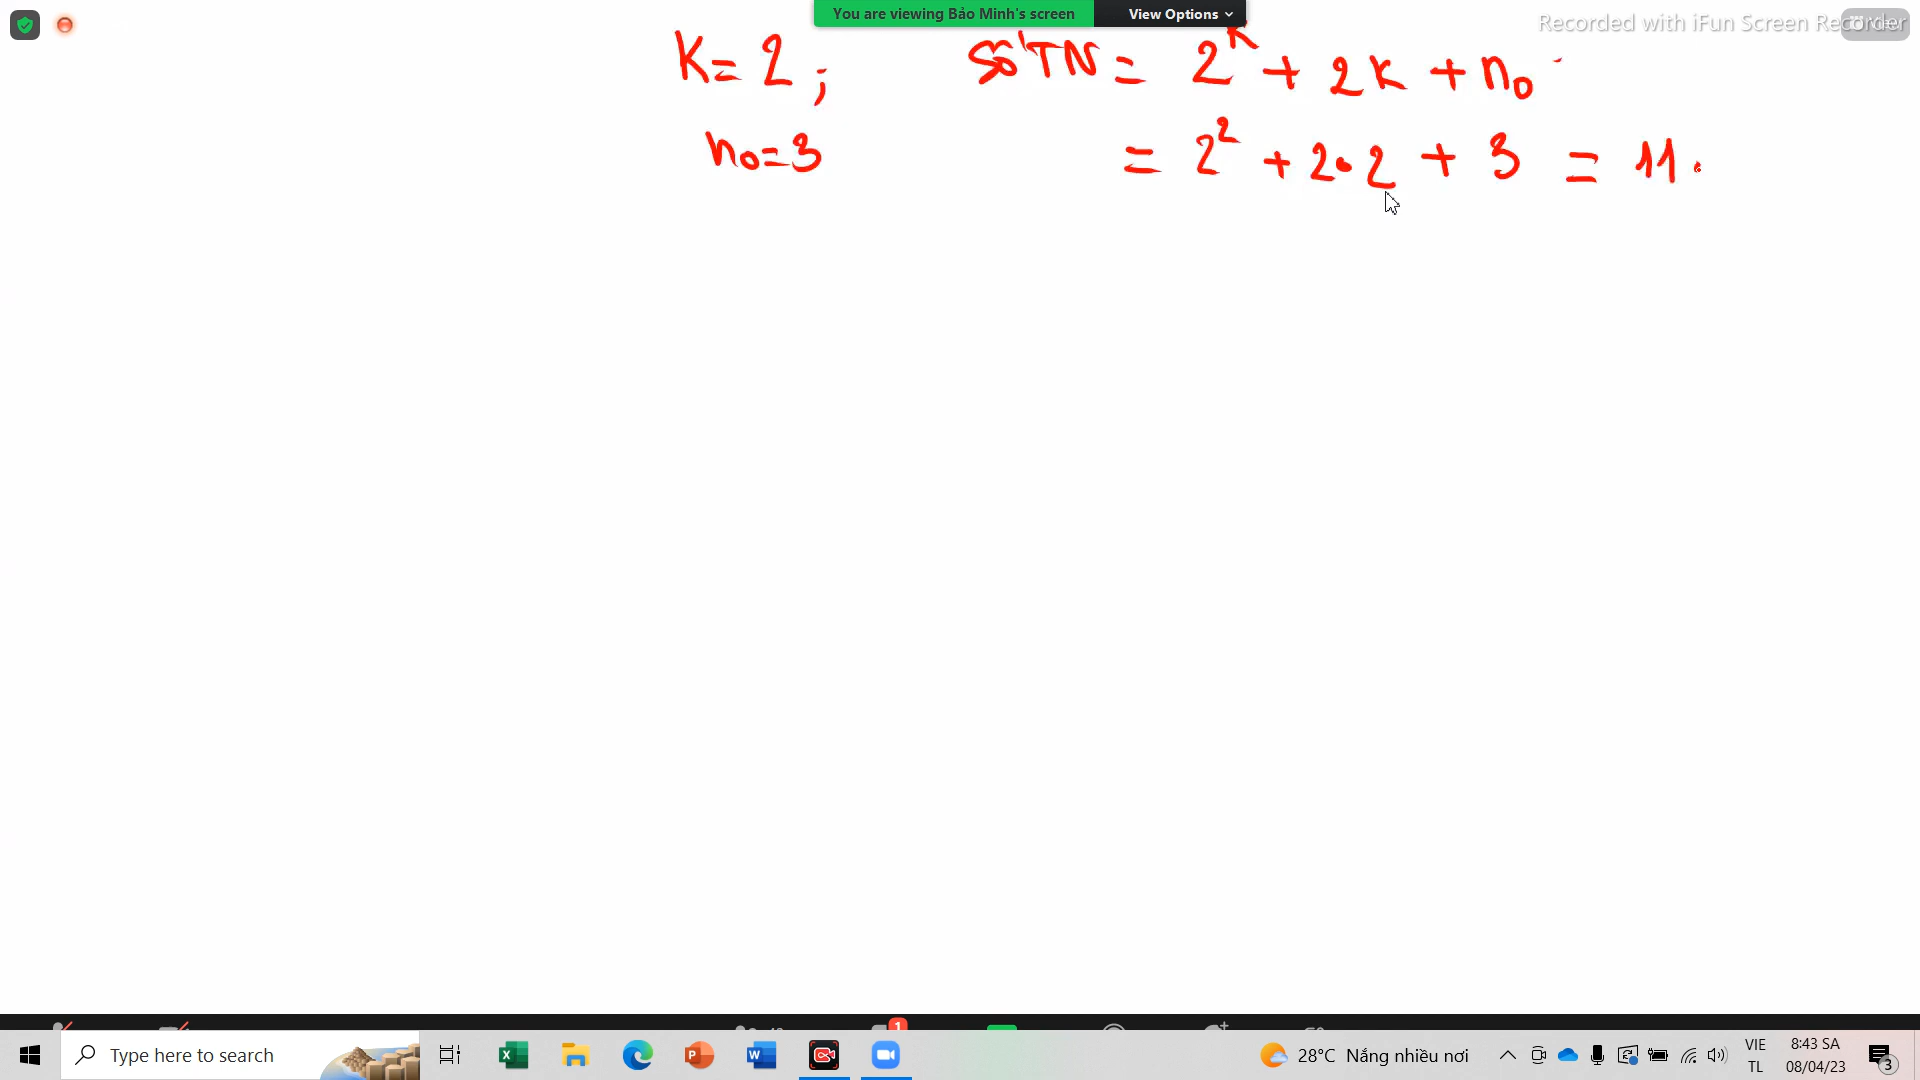 You are viewing Bảo Minh's screen View Options
Recorded with iFun Screen Recorder
K = 2 ; Số TN = 2^K + 2K + n₀
n₀ = 3 = 2² + 2 • 2 + 3 = 11 .
1
Type here to search 28°C Nắng nhiều nơi VIE TL 8:43 SA 08/04/23 3